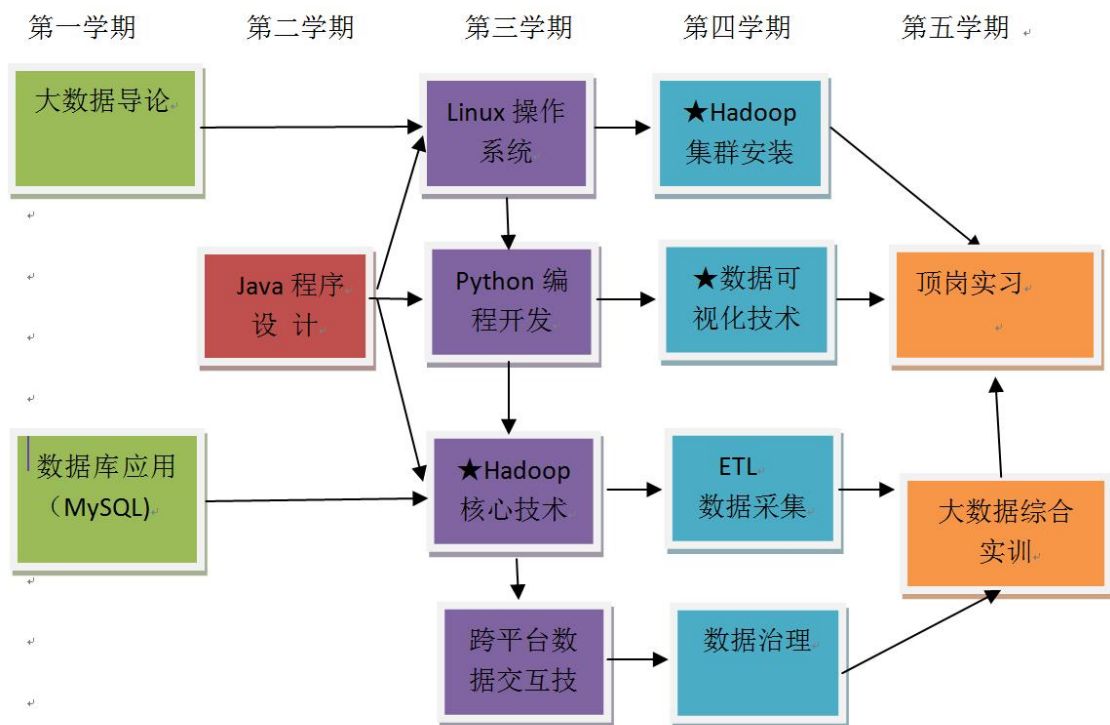 第一学期 第二学期 第三学期 第四学期 第五学期
大数据导论
Linux 操作
系统
★Hadoop
集群安装
Java 程序
设 计
Python 编
程开发
★数据可
视化技术
顶岗实习
数据库应用
（MySQL)
★Hadoop
核心技术
ETL
数据采集
大数据综合
实训
跨平台数
据交互技
数据治理